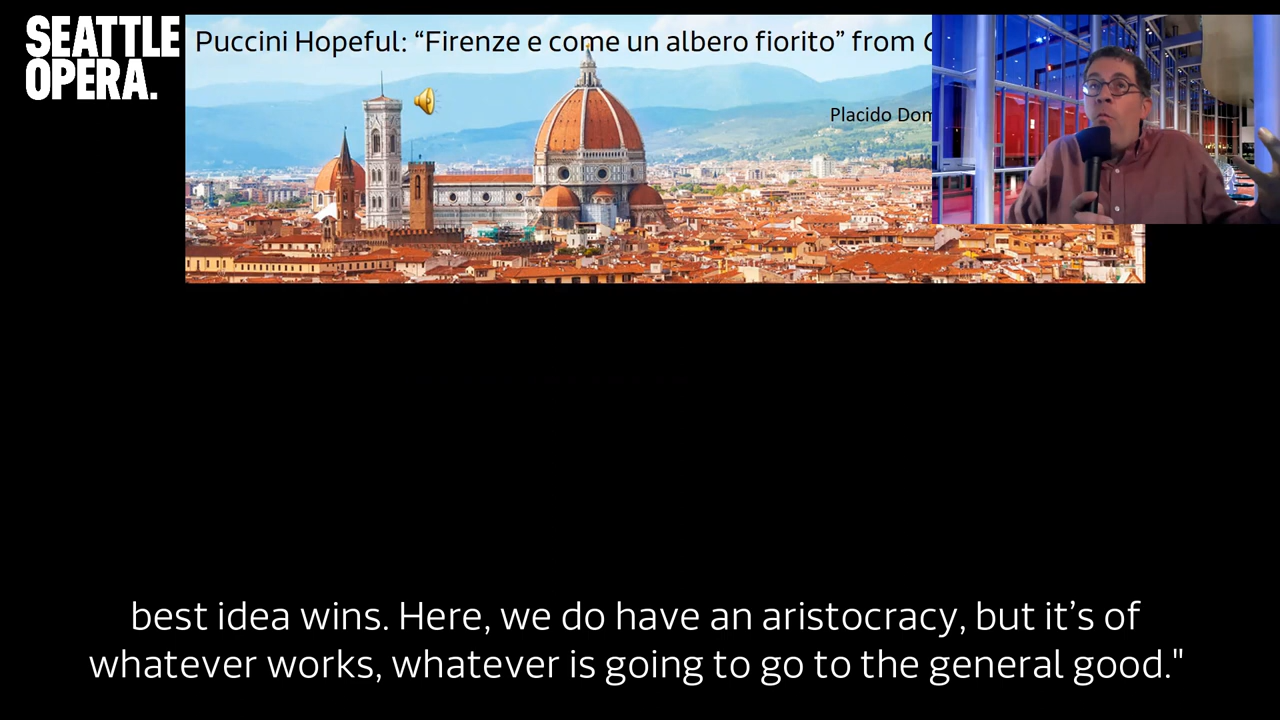 SEATTLE
OPERA.
Puccini Hopeful: “Firenze e come un albero fiorito” from
Placido
best idea wins. Here, we do have an aristocracy, but it’s of
whatever works, whatever is going to go to the general good."